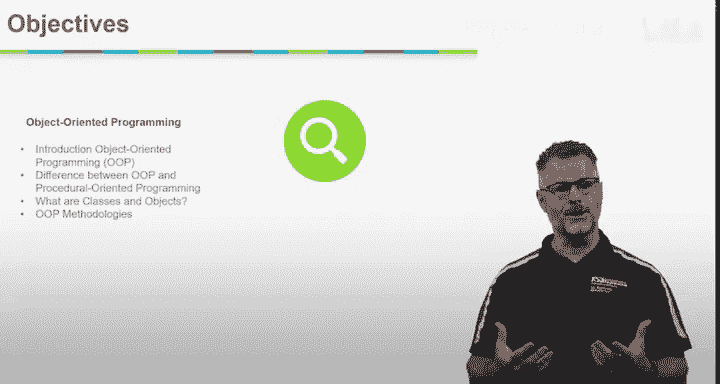 Objectives
Object-Oriented Programming
• Introduction Object-Oriented
Programming (OOP)
• Difference between OOP and
Procedural-Oriented Programming
• What are Classes and Objects?
• OOP Methodologies